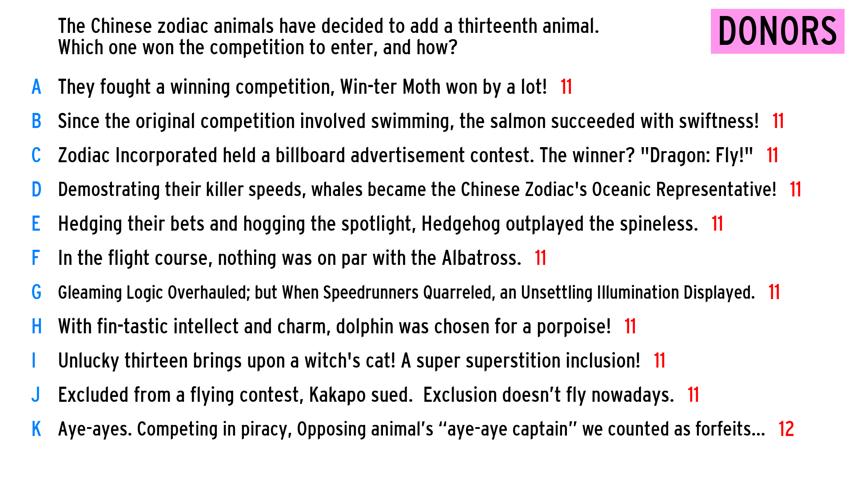 The Chinese zodiac animals have decided to add a thirteenth animal.
Which one won the competition to enter, and how?
DONORS
A They fought a winning competition, Win-ter Moth won by a lot! 11
B Since the original competition involved swimming, the salmon succeeded with swiftness! 11
C Zodiac Incorporated held a billboard advertisement contest. The winner? "Dragon: Fly!" 11
D Demostrating their killer speeds, whales became the Chinese Zodiac's Oceanic Representative! 11
E Hedging their bets and hogging the spotlight, Hedgehog outplayed the spineless. 11
F In the flight course, nothing was on par with the Albatross. 11
G Gleaming Logic Overhauled; but When Speedrunners Quarreled, an Unsettling Illumination Displayed. 11
H With fin-tastic intellect and charm, dolphin was chosen for a porpoise! 11
I Unlucky thirteen brings upon a witch's cat! A super superstition inclusion! 11
J Excluded from a flying contest, Kakapo sued. Exclusion doesn’t fly nowadays. 11
K Aye-ayes. Competing in piracy, Opposing animal’s “aye-aye captain” we counted as forfeits... 12